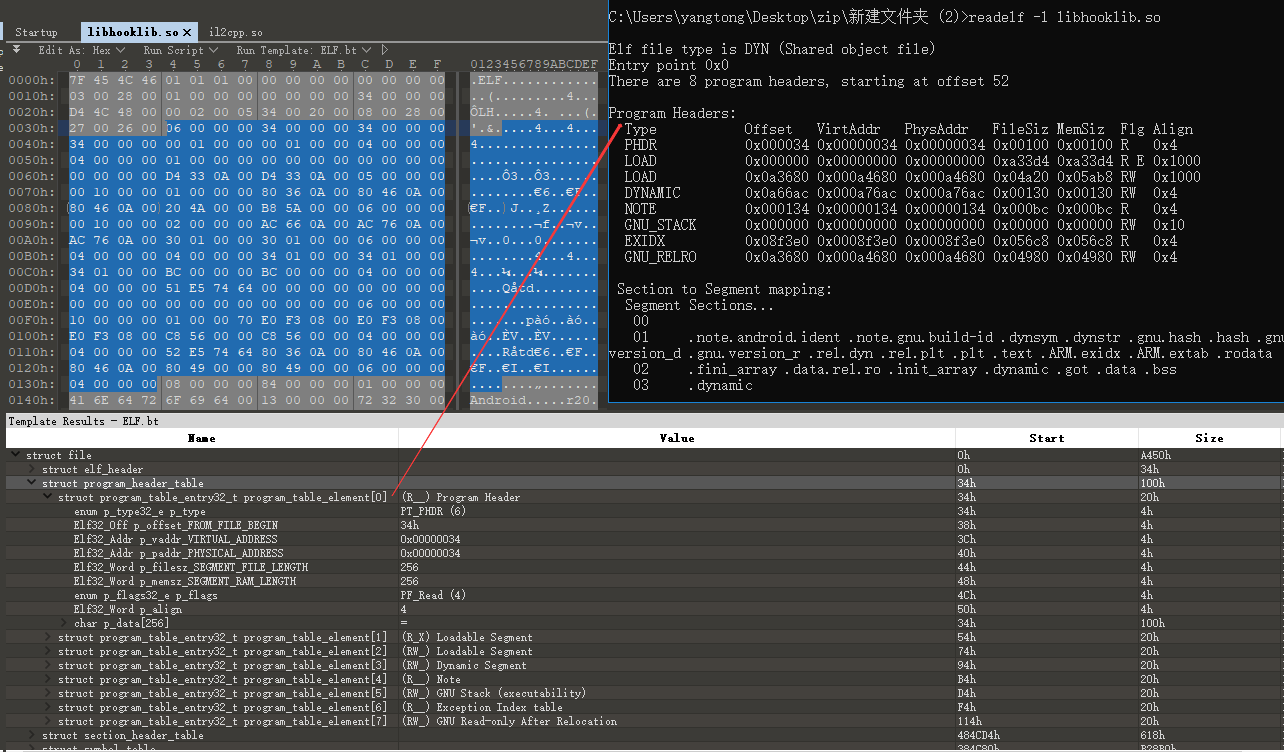 Startup libhooklib.so × il2cpp.so
Edit As: Hex Run Script Run Template: ELF.bt
0 1 2 3 4 5 6 7 8 9 A B C D E F 0123456789ABCDEF
0000h: 7F 45 4C 46 01 01 01 00 00 00 00 00 00 00 00 00 .ELF............
0010h: 03 00 28 00 01 00 00 00 00 00 00 00 34 00 00 00 ..(.........4...
0020h: D4 4C 48 00 00 02 00 05 34 00 20 00 08 00 28 00 ÔLH.....4. ...(.
0030h: 27 00 26 00 06 00 00 00 34 00 00 00 34 00 00 00 '.&.....4...4...
0040h: 34 00 00 00 00 01 00 00 00 01 00 00 04 00 00 00 4...............
0050h: 04 00 00 00 01 00 00 00 00 00 00 00 00 00 00 00 ................
0060h: 00 00 00 00 D4 33 0A 00 D4 33 0A 00 05 00 00 00 ....Ô3..Ô3......
0070h: 00 10 00 00 01 00 00 00 80 36 0A 00 80 46 0A 00 ........€6..€F..
0080h: 80 46 0A 00 20 4A 00 00 B8 5A 00 00 06 00 00 00 €F.. J..¸Z......
0090h: 00 10 00 00 02 00 00 00 AC 66 0A 00 AC 76 0A 00 ........¬f..¬v..
00A0h: AC 76 0A 00 30 01 00 00 30 01 00 00 06 00 00 00 ¬v..0...0.......
00B0h: 04 00 00 00 04 00 00 00 34 01 00 00 34 01 00 00 ........4...4...
00C0h: 34 01 00 00 BC 00 00 00 BC 00 00 00 04 00 00 00 4...¼...¼.......
00D0h: 04 00 00 00 51 E5 74 64 00 00 00 00 00 00 00 00 ....Qåtd........
00E0h: 00 00 00 00 00 00 00 00 00 00 00 00 06 00 00 00 ................
00F0h: 10 00 00 00 01 00 00 70 E0 F3 08 00 E0 F3 08 00 .......pàó..àó..
0100h: E0 F3 08 00 C8 56 00 00 C8 56 00 00 04 00 00 00 àó..ÈV..ÈV......
0110h: 04 00 00 00 52 E5 74 64 80 36 0A 00 80 46 0A 00 ....Råtd€6..€F..
0120h: 80 46 0A 00 80 49 00 00 80 49 00 00 06 00 00 00 €F..€I..€I......
0130h: 04 00 00 00 08 00 00 00 84 00 00 00 01 00 00 00 ........„.......
0140h: 41 6E 64 72 6F 69 64 00 13 00 00 00 72 32 30 00 Android.....r20.
C:\Users\yangtong\Desktop\zip\新建文件夹 (2)>readelf -l libhooklib.so
Elf file type is DYN (Shared object file)
Entry point 0x0
There are 8 program headers, starting at offset 52
Program Headers:
Type Offset VirtAddr PhysAddr FileSiz MemSiz Flg Align
PHDR 0x000034 0x00000034 0x00000034 0x00100 0x00100 R 0x4
LOAD 0x000000 0x00000000 0x00000000 0xa33d4 0xa33d4 R E 0x1000
LOAD 0x0a3680 0x000a4680 0x000a4680 0x04a20 0x05ab8 RW 0x1000
DYNAMIC 0x0a66ac 0x000a76ac 0x000a76ac 0x00130 0x00130 RW 0x4
NOTE 0x000134 0x00000134 0x00000134 0x000bc 0x000bc R 0x4
GNU_STACK 0x000000 0x00000000 0x00000000 0x00000 0x00000 RW 0x10
EXIDX 0x08f3e0 0x0008f3e0 0x0008f3e0 0x056c8 0x056c8 R 0x4
GNU_RELRO 0x0a3680 0x000a4680 0x000a4680 0x04980 0x04980 RW 0x4
Section to Segment mapping:
Segment Sections...
00
01 .note.android.ident .note.gnu.build-id .dynsym .dynstr .gnu.hash .hash .gnu
version_d .gnu.version_r .rel.dyn .rel.plt .plt .text .ARM.exidx .ARM.extab .rodata
02 .fini_array .data.rel.ro .init_array .dynamic .got .data .bss
03 .dynamic
Template Results - ELF.bt
Name Value Start Size
struct file 0h A450h
struct elf_header 0h 34h
struct program_header_table 34h 100h
struct program_table_entry32_t program_table_element[0] (R__) Program Header 34h 20h
enum p_type32_e p_type PT_PHDR (6) 34h 4h
Elf32_Off p_offset_FROM_FILE_BEGIN 34h 38h 4h
Elf32_Addr p_vaddr_VIRTUAL_ADDRESS 0x00000034 3Ch 4h
Elf32_Addr p_paddr_PHYSICAL_ADDRESS 0x00000034 40h 4h
Elf32_Word p_filesz_SEGMENT_FILE_LENGTH 256 44h 4h
Elf32_Word p_memsz_SEGMENT_RAM_LENGTH 256 48h 4h
enum p_flags32_e p_flags PF_Read (4) 4Ch 4h
Elf32_Word p_align 4 50h 4h
char p_data[256] = 34h 100h
struct program_table_entry32_t program_table_element[1] (R_X) Loadable Segment 54h 20h
struct program_table_entry32_t program_table_element[2] (RW_) Loadable Segment 74h 20h
struct program_table_entry32_t program_table_element[3] (RW_) Dynamic Segment 94h 20h
struct program_table_entry32_t program_table_element[4] (R__) Note B4h 20h
struct program_table_entry32_t program_table_element[5] (RW_) GNU Stack (executability) D4h 20h
struct program_table_entry32_t program_table_element[6] (R__) Exception Index table F4h 20h
struct program_table_entry32_t program_table_element[7] (RW_) GNU Read-only After Relocation 114h 20h
struct section_header_table 484CD4h 618h
struct symbol_table